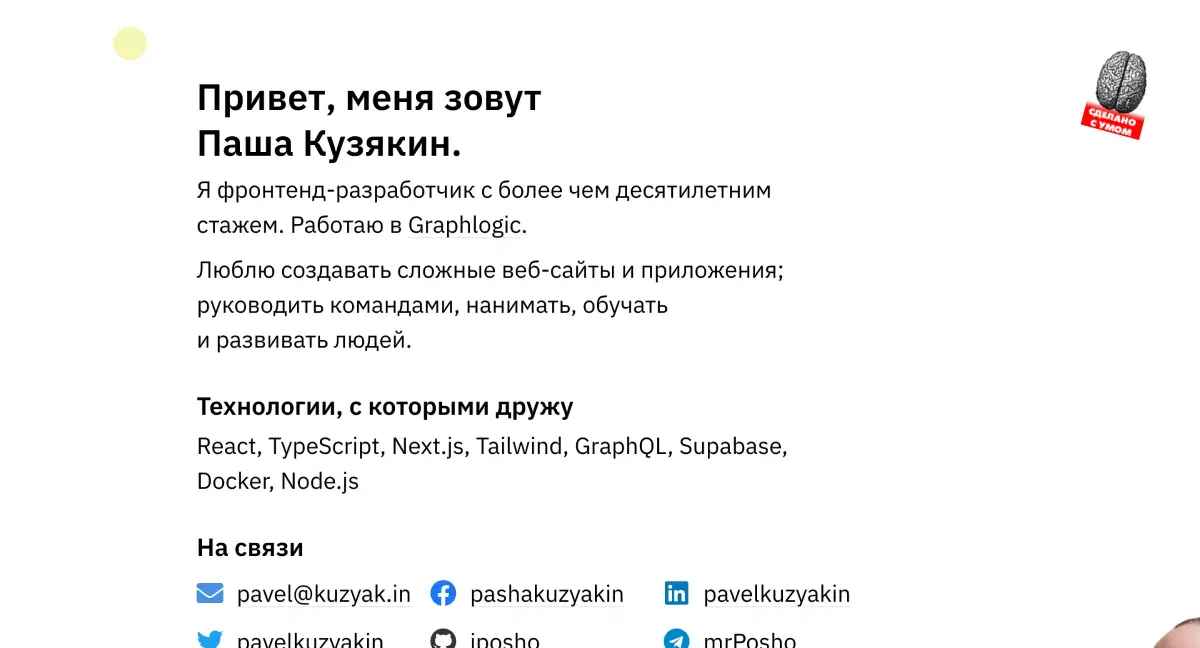 Привет, меня зовут
Паша Кузякин.
СДЕЛАНО
С УМОМ
Я фронтенд-разработчик с более чем десятилетним
стажем. Работаю в Graphlogic.
Люблю создавать сложные веб-сайты и приложения;
руководить командами, нанимать, обучать
и развивать людей.
Технологии, с которыми дружу
React, TypeScript, Next.js, Tailwind, GraphQL, Supabase,
Docker, Node.js
На связи
pavel@kuzyak.in pashakuzyakin pavelkuzyakin
pavelkuzyakin iposho mrPosho